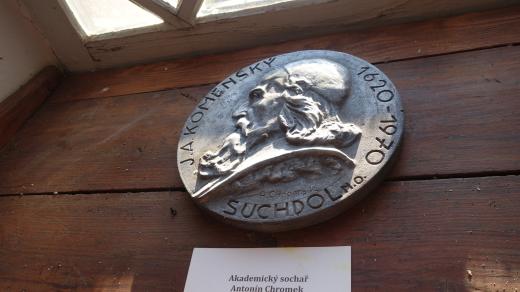 J.A.KOMENSKÝ 1620-1970
SUCHDOL N.O.
Akademický sochař
Antonín Chromek